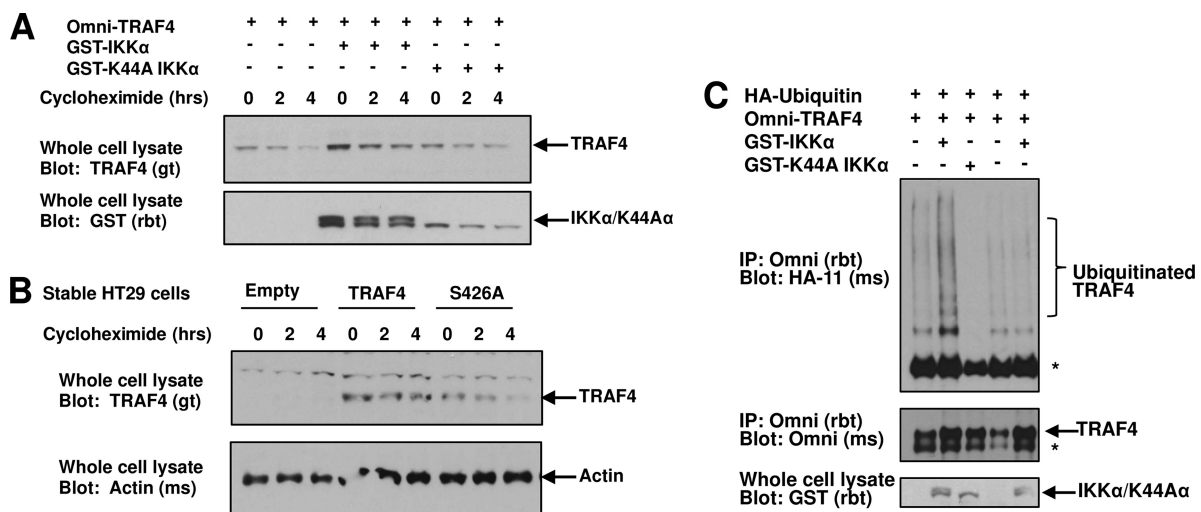 A
Omni-TRAF4 + + + + + + + + +
GST-IKKα - - - + + + - - -
GST-K44A IKKα - - - - - - + + +
Cycloheximide (hrs) 0 2 4 0 2 4 0 2 4
Whole cell lysate
Blot: TRAF4 (gt)
TRAF4
Whole cell lysate
Blot: GST (rbt)
IKKα/K44Aα
B
Stable HT29 cells Empty TRAF4 S426A
Cycloheximide (hrs) 0 2 4 0 2 4 0 2 4
Whole cell lysate
Blot: TRAF4 (gt)
TRAF4
Whole cell lysate
Blot: Actin (ms)
Actin
C
HA-Ubiquitin + + + + +
Omni-TRAF4 + + + + +
GST-IKKα - + - - +
GST-K44A IKKα - - + - -
IP: Omni (rbt)
Blot: HA-11 (ms)
Ubiquitinated
TRAF4
*
IP: Omni (rbt)
Blot: Omni (ms)
TRAF4
*
Whole cell lysate
Blot: GST (rbt)
IKKα/K44Aα